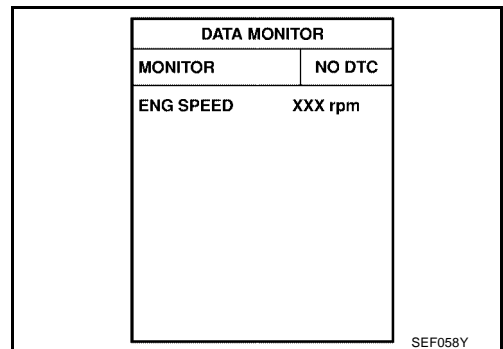 DATA MONITOR
MONITOR NO DTC
ENG SPEED XXX rpm
SEF058Y